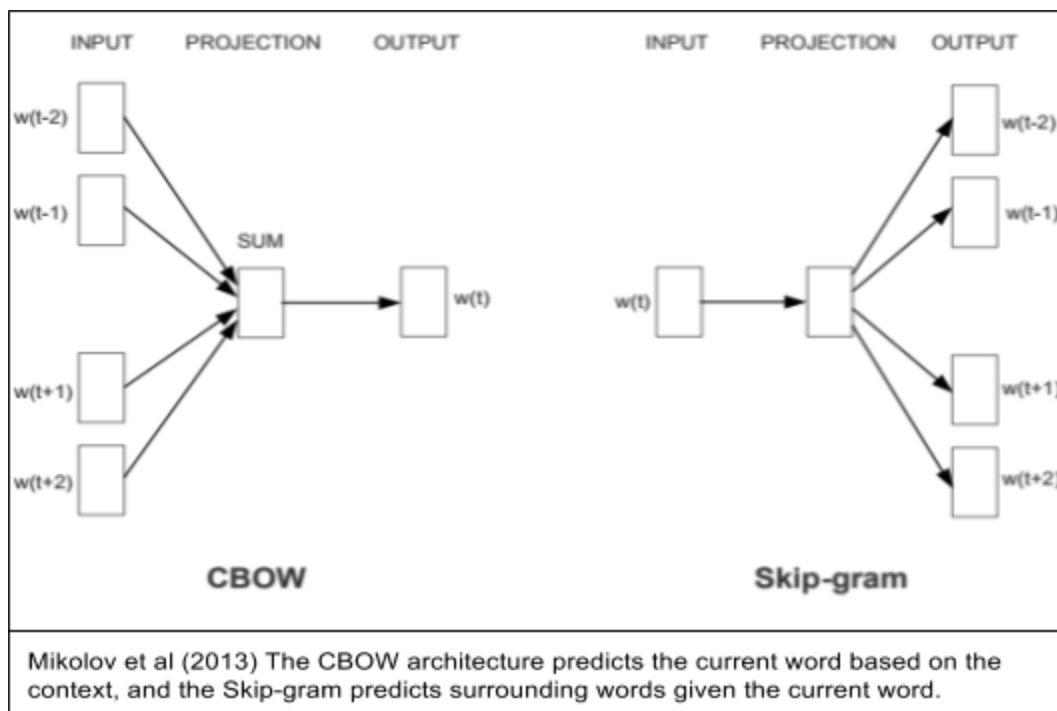 INPUT PROJECTION OUTPUT
w(t-2)
w(t-1)
SUM
w(t)
w(t+1)
w(t+2)
CBOW
INPUT PROJECTION OUTPUT
w(t-2)
w(t-1)
w(t)
w(t+1)
w(t+2)
Skip-gram
Mikolov et al (2013) The CBOW architecture predicts the current word based on the
context, and the Skip-gram predicts surrounding words given the current word.